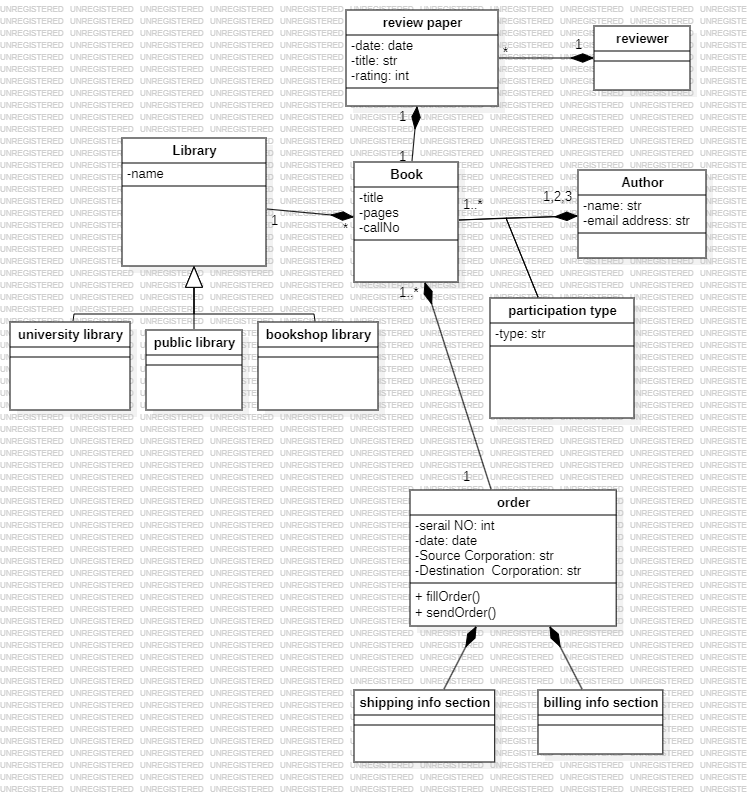 review paper
-date: date
-title: str
-rating: int
*
1
reviewer
1
1
Library
-name
1
*
Book
-title
-pages
-callNo
1..*
1,2,3
Author
-name: str
-email address: str
1..*
participation type
-type: str
university library
public library
bookshop library
1
order
-serail NO: int
-date: date
-Source Corporation: str
-Destination Corporation: str
+ fillOrder()
+ sendOrder()
shipping info section
billing info section
UNREGISTERED